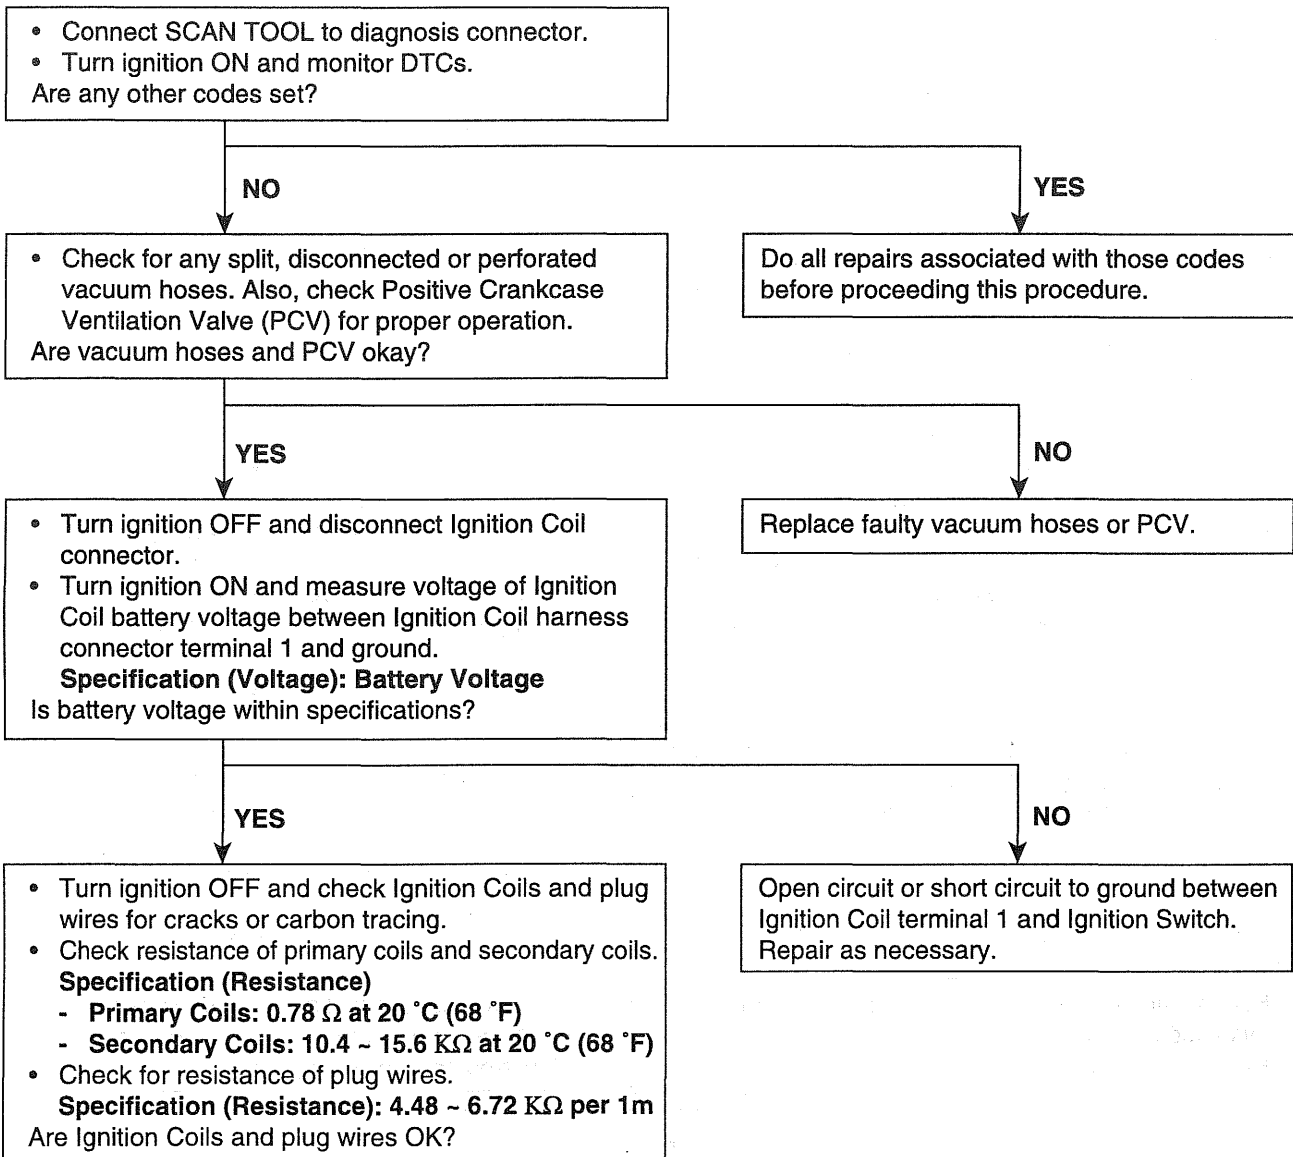 • Connect SCAN TOOL to diagnosis connector.
• Turn ignition ON and monitor DTCs.
Are any other codes set?
NO
YES
• Check for any split, disconnected or perforated
vacuum hoses. Also, check Positive Crankcase
Ventilation Valve (PCV) for proper operation.
Are vacuum hoses and PCV okay?
Do all repairs associated with those codes
before proceeding this procedure.
YES
NO
• Turn ignition OFF and disconnect Ignition Coil
connector.
• Turn ignition ON and measure voltage of Ignition
Coil battery voltage between Ignition Coil harness
connector terminal 1 and ground.
Specification (Voltage): Battery Voltage
Is battery voltage within specifications?
Replace faulty vacuum hoses or PCV.
YES
NO
• Turn ignition OFF and check Ignition Coils and plug
wires for cracks or carbon tracing.
• Check resistance of primary coils and secondary coils.
Specification (Resistance)
- Primary Coils: 0.78 Ω at 20 ˚C (68 ˚F)
- Secondary Coils: 10.4 ~ 15.6 KΩ at 20 ˚C (68 ˚F)
• Check for resistance of plug wires.
Specification (Resistance): 4.48 ~ 6.72 KΩ per 1m
Are Ignition Coils and plug wires OK?
Open circuit or short circuit to ground between
Ignition Coil terminal 1 and Ignition Switch.
Repair as necessary.